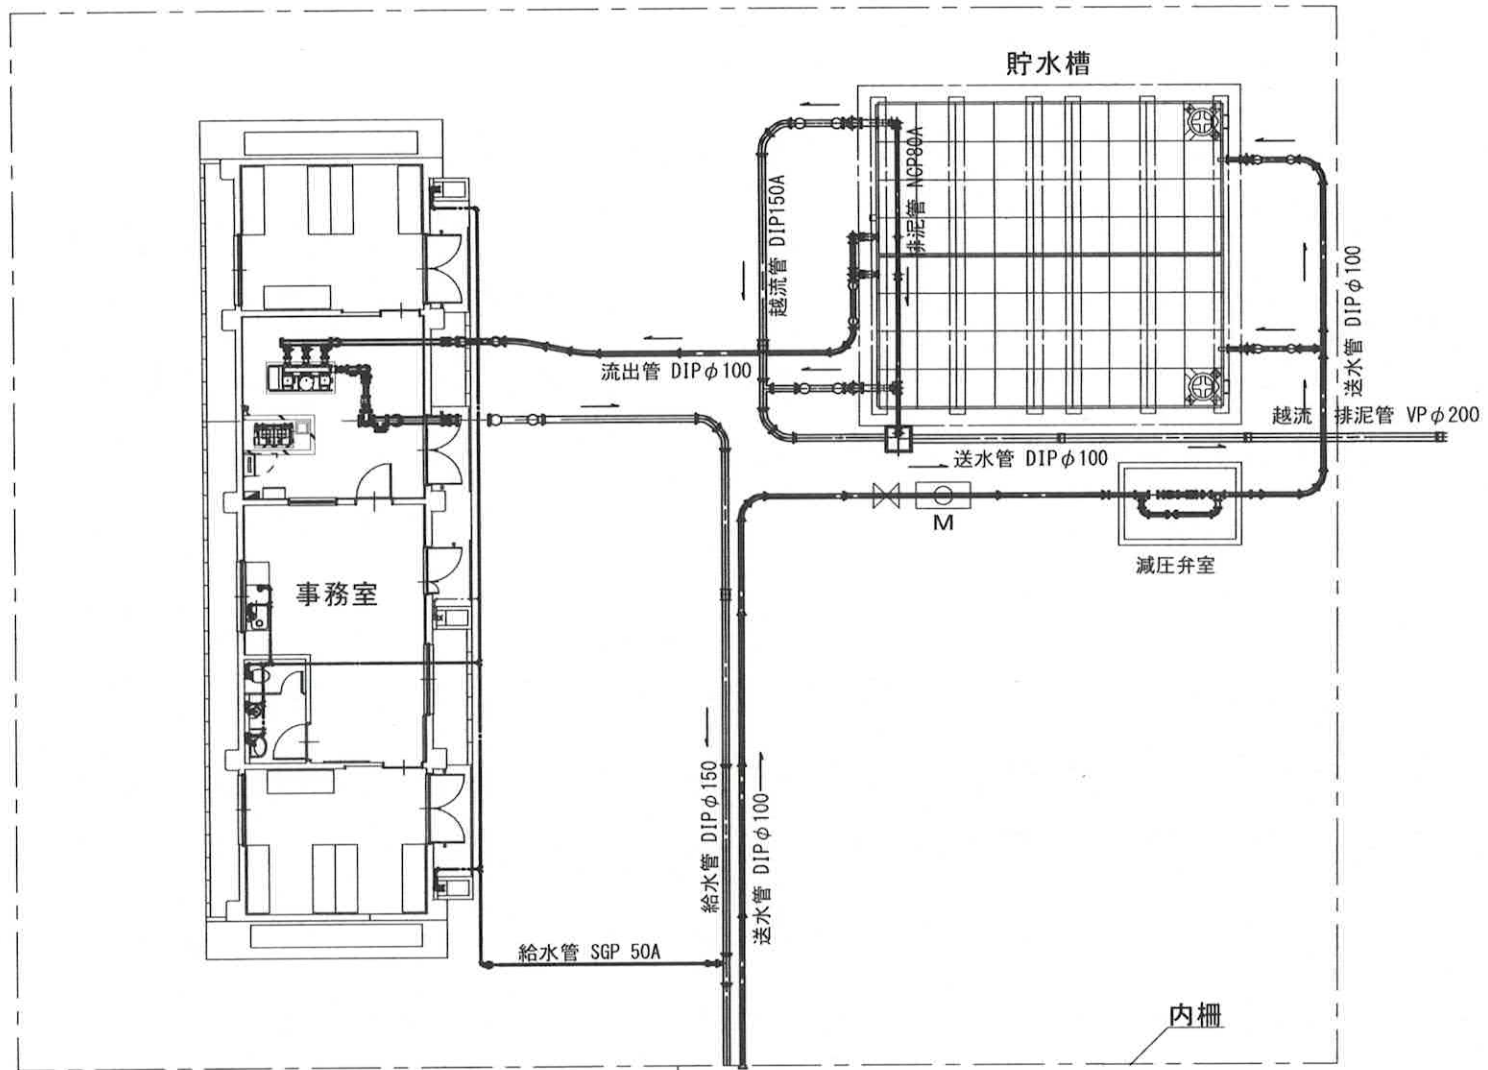 貯水槽
越流管 DIP150A
排泥管 NCP80A
送水管 DIPφ100
流出管 DIPφ100
越流 排泥管 VPφ200
送水管 DIPφ100
M
減圧弁室
事務室
給水管 DIPφ150
送水管 DIPφ100
給水管 SGP 50A
内柵